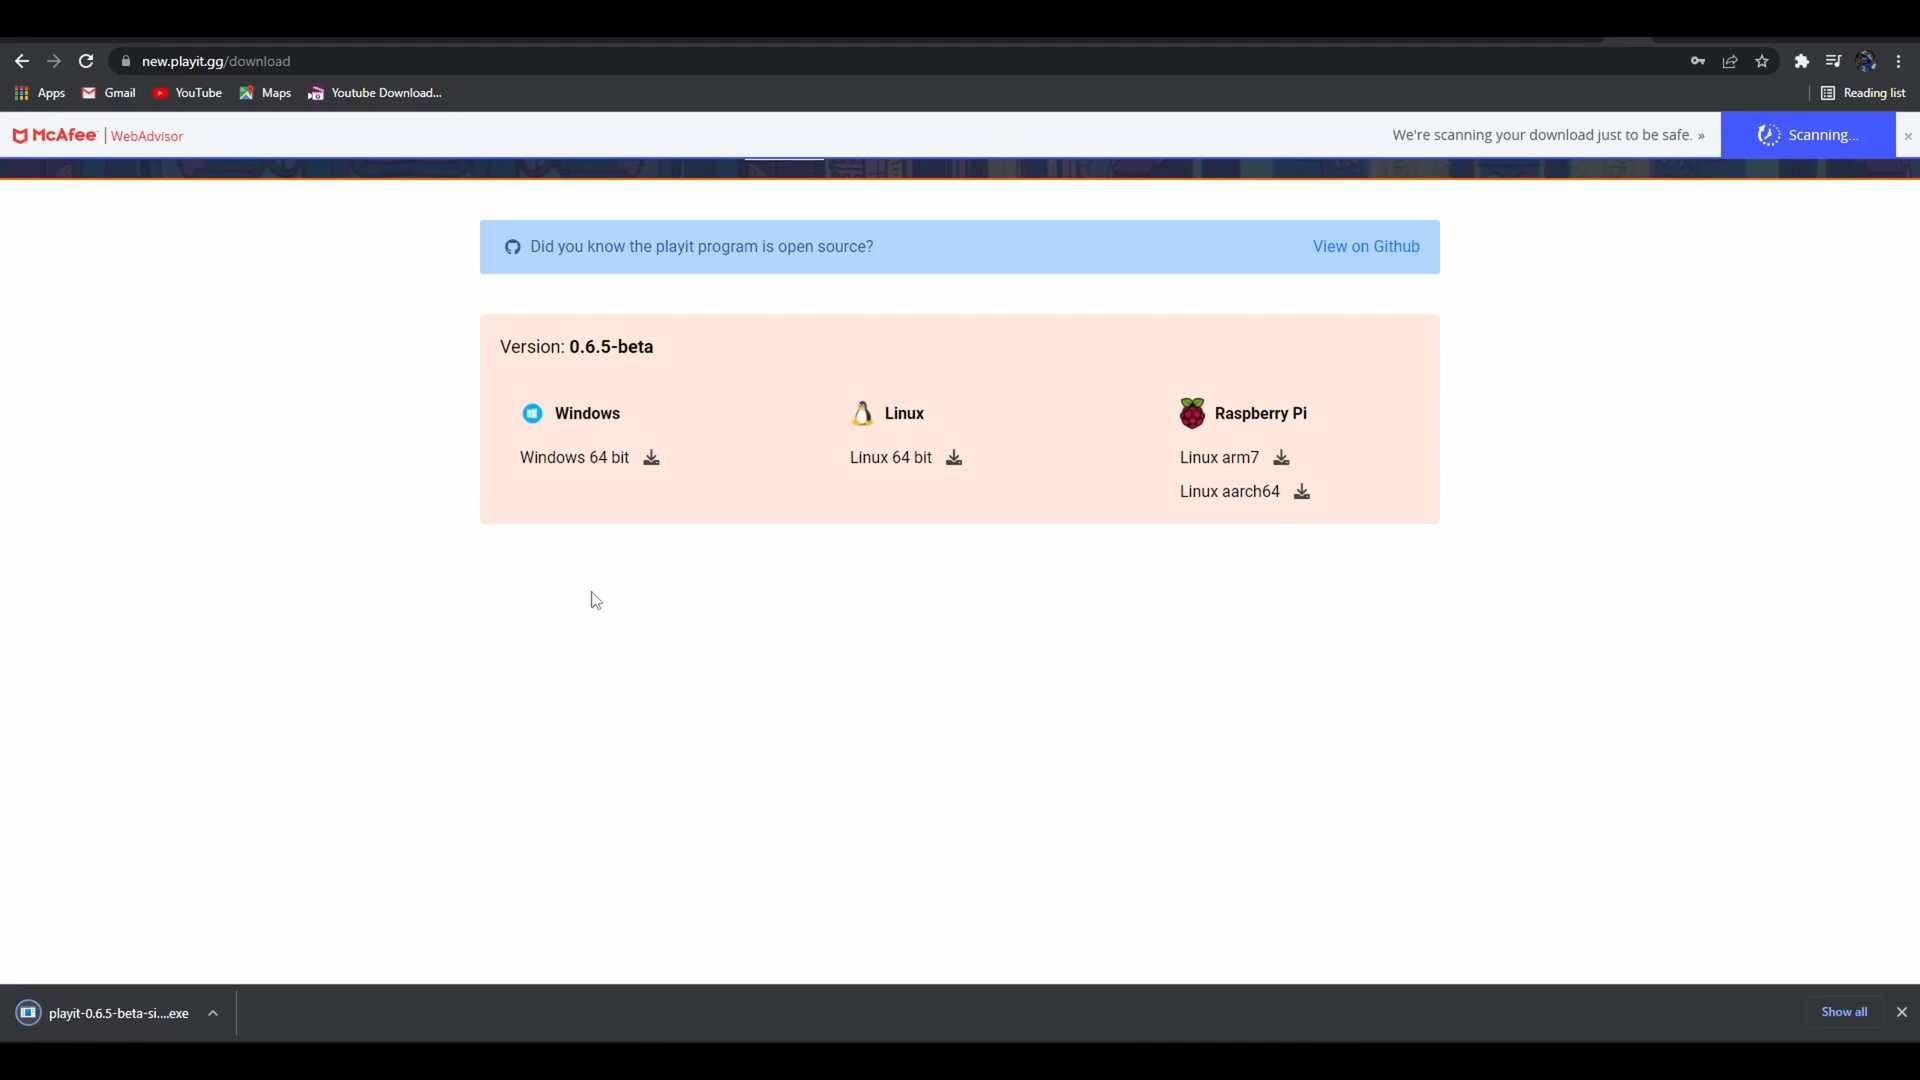 new.playit.gg/download
Apps
Gmail
YouTube
Maps
Youtube Download...
Reading list
McAfee | WebAdvisor
We're scanning your download just to be safe. »
Scanning...
Did you know the playit program is open source?
View on Github
Version: 0.6.5-beta
Windows
Linux
Raspberry Pi
Windows 64 bit
Linux 64 bit
Linux arm7
Linux aarch64
playit-0.6.5-beta-si....exe
Show all